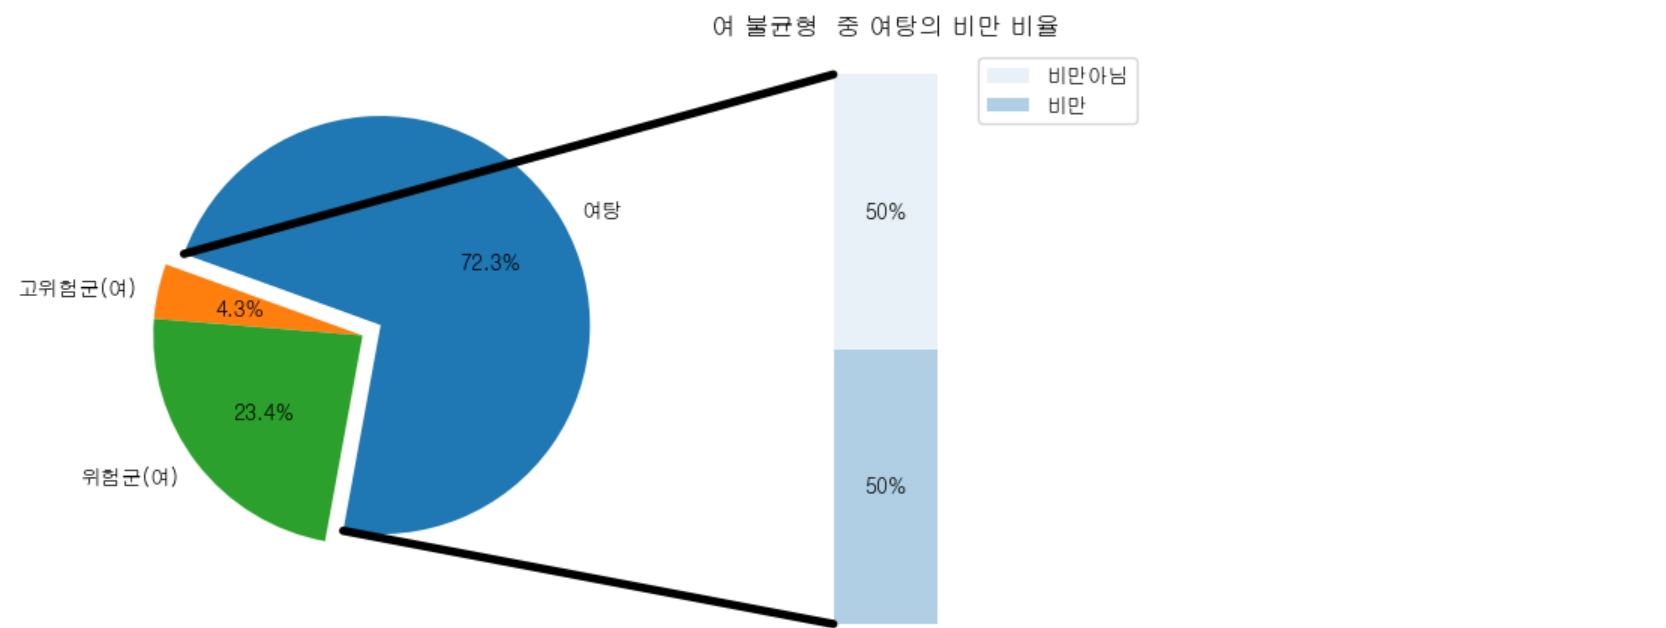 여 불균형 중 여탕의 비만 비율
비만아님
비만
여탕
72.3%
고위험군(여)
4.3%
23.4%
위험군(여)
50%
50%